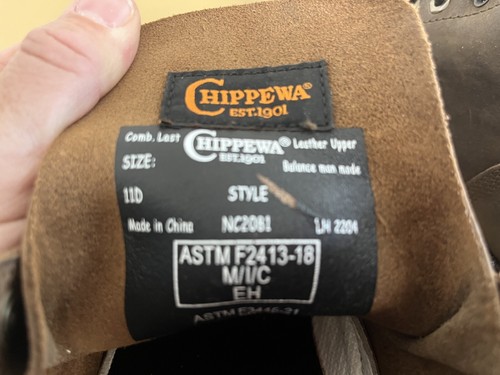 CHIPPEWA®
EST.1901
Comb. Last CHIPPEWA® Leather Upper
SIZE: EST.1901 Balance man made
11D STYLE
Made in China NC2081 LN 2204
ASTM F2413-18
M/I/C
EH